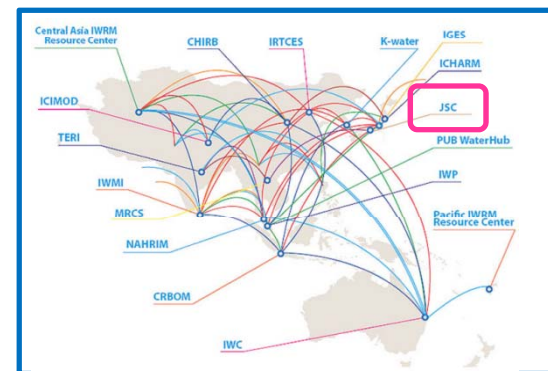 Central Asia IWRM
Resource Center
CHIRB
IRTCES
K-water
IGES
ICHARM
ICIMOD
JSC
TERI
PUB WaterHub
IWMI
IWP
MRCS
Pacific IWRM
Resource Center
NAHRIM
CRBOM
IWC